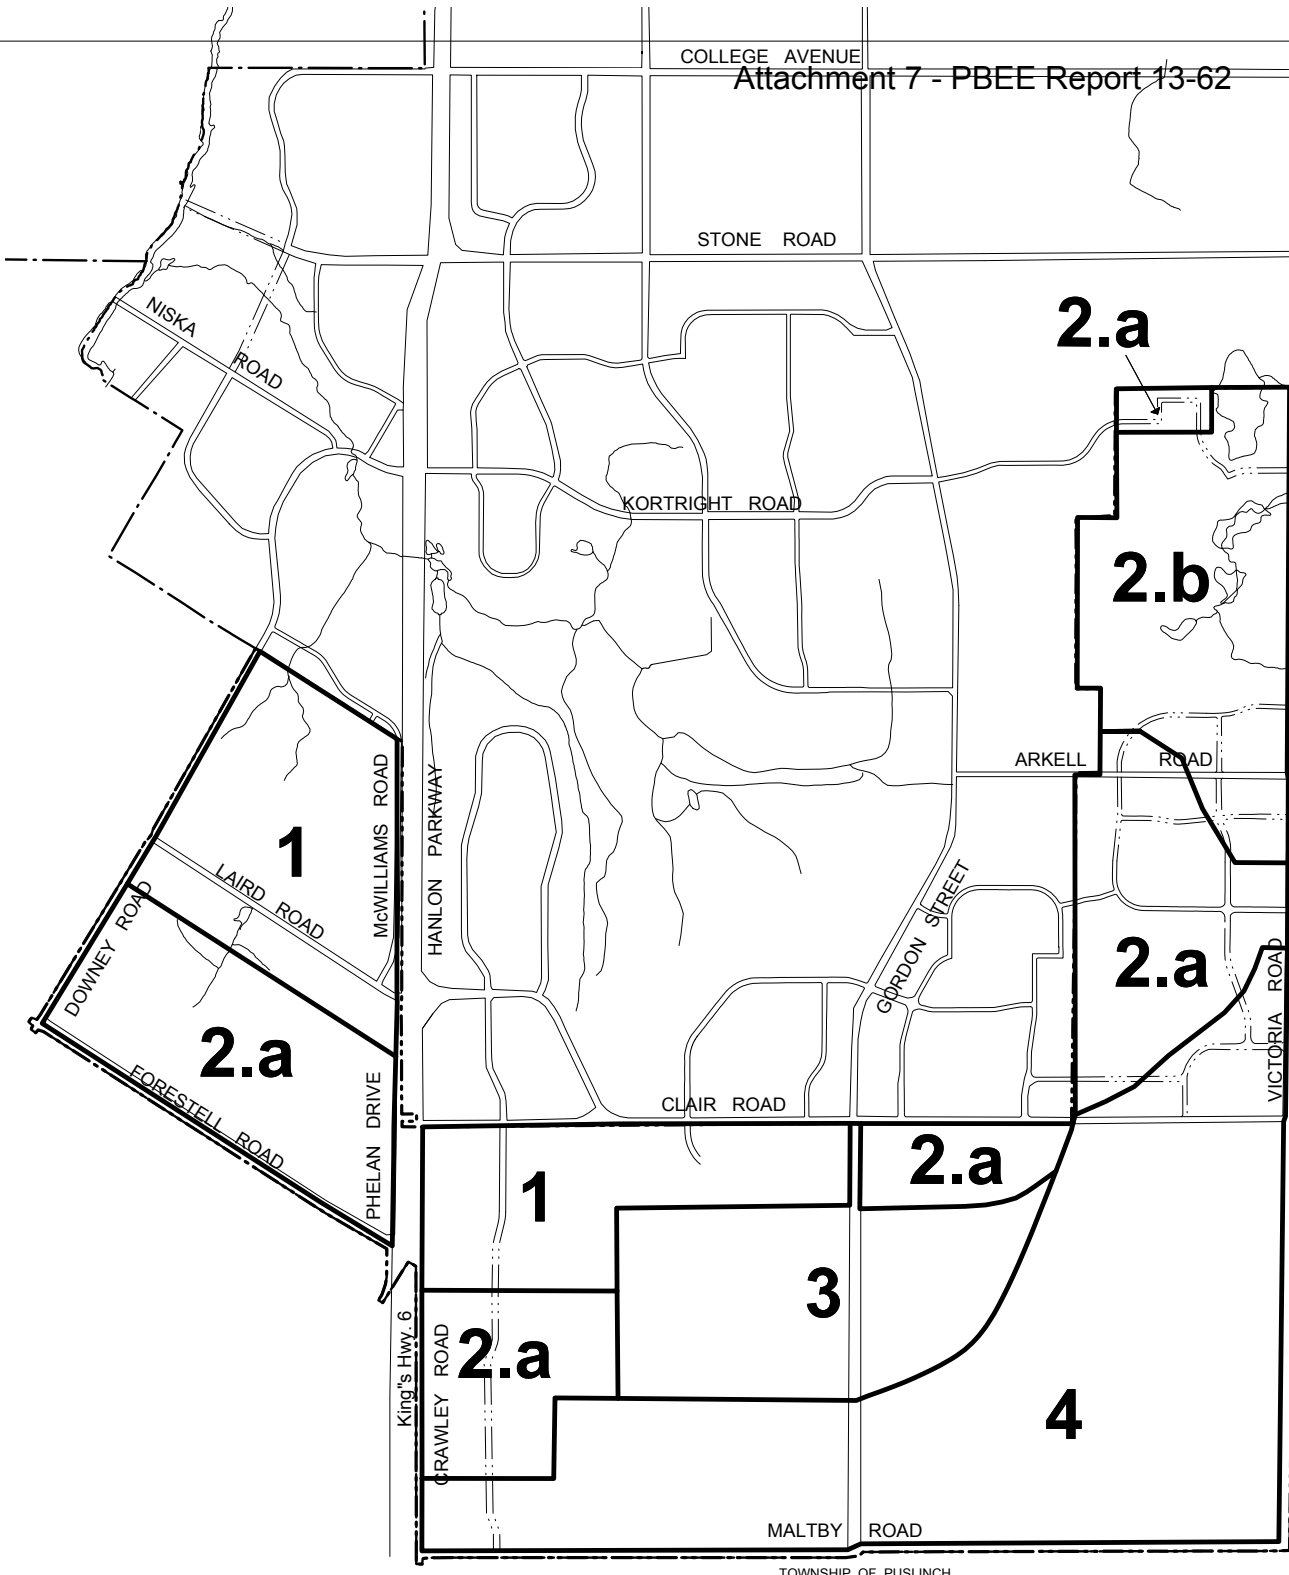 COLLEGE AVENUE
Attachment 7 - PBEE Report 13-62
STONE ROAD
NISKA ROAD
2.a
KORTRIGHT ROAD
2.b
ARKELL ROAD
McWILLIAMS ROAD
HANLON PARKWAY
1
LAIRD ROAD
GORDON STREET
DOWNEY ROAD
2.a
VICTORIA ROAD
2.a
FORESTELL ROAD
PHELAN DRIVE
CLAIR ROAD
2.a
1
3
King"s Hwy. 6
CRAWLEY ROAD
2.a
4
MALTBY ROAD
TOWNSHIP OF PUSLINCH